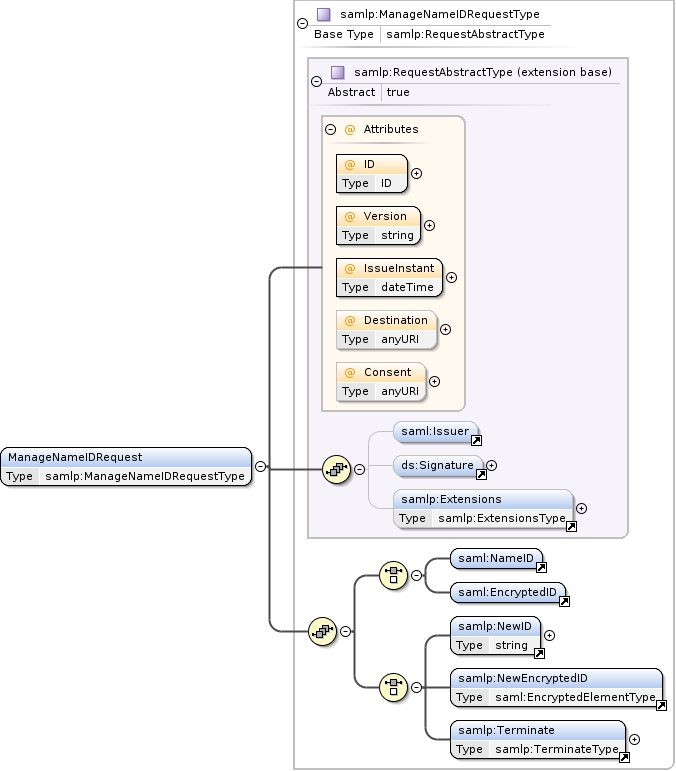 samlp:ManageNameIDRequestType
Base Type samlp:RequestAbstractType
samlp:RequestAbstractType (extension base)
Abstract true
@ Attributes
@ ID
Type ID
@ Version
Type string
@ IssueInstant
Type dateTime
@ Destination
Type anyURI
@ Consent
Type anyURI
ManageNameIDRequest
Type samlp:ManageNameIDRequestType
saml:Issuer
ds:Signature
samlp:Extensions
Type samlp:ExtensionsType
saml:NameID
saml:EncryptedID
samlp:NewID
Type string
samlp:NewEncryptedID
Type saml:EncryptedElementType
samlp:Terminate
Type samlp:TerminateType